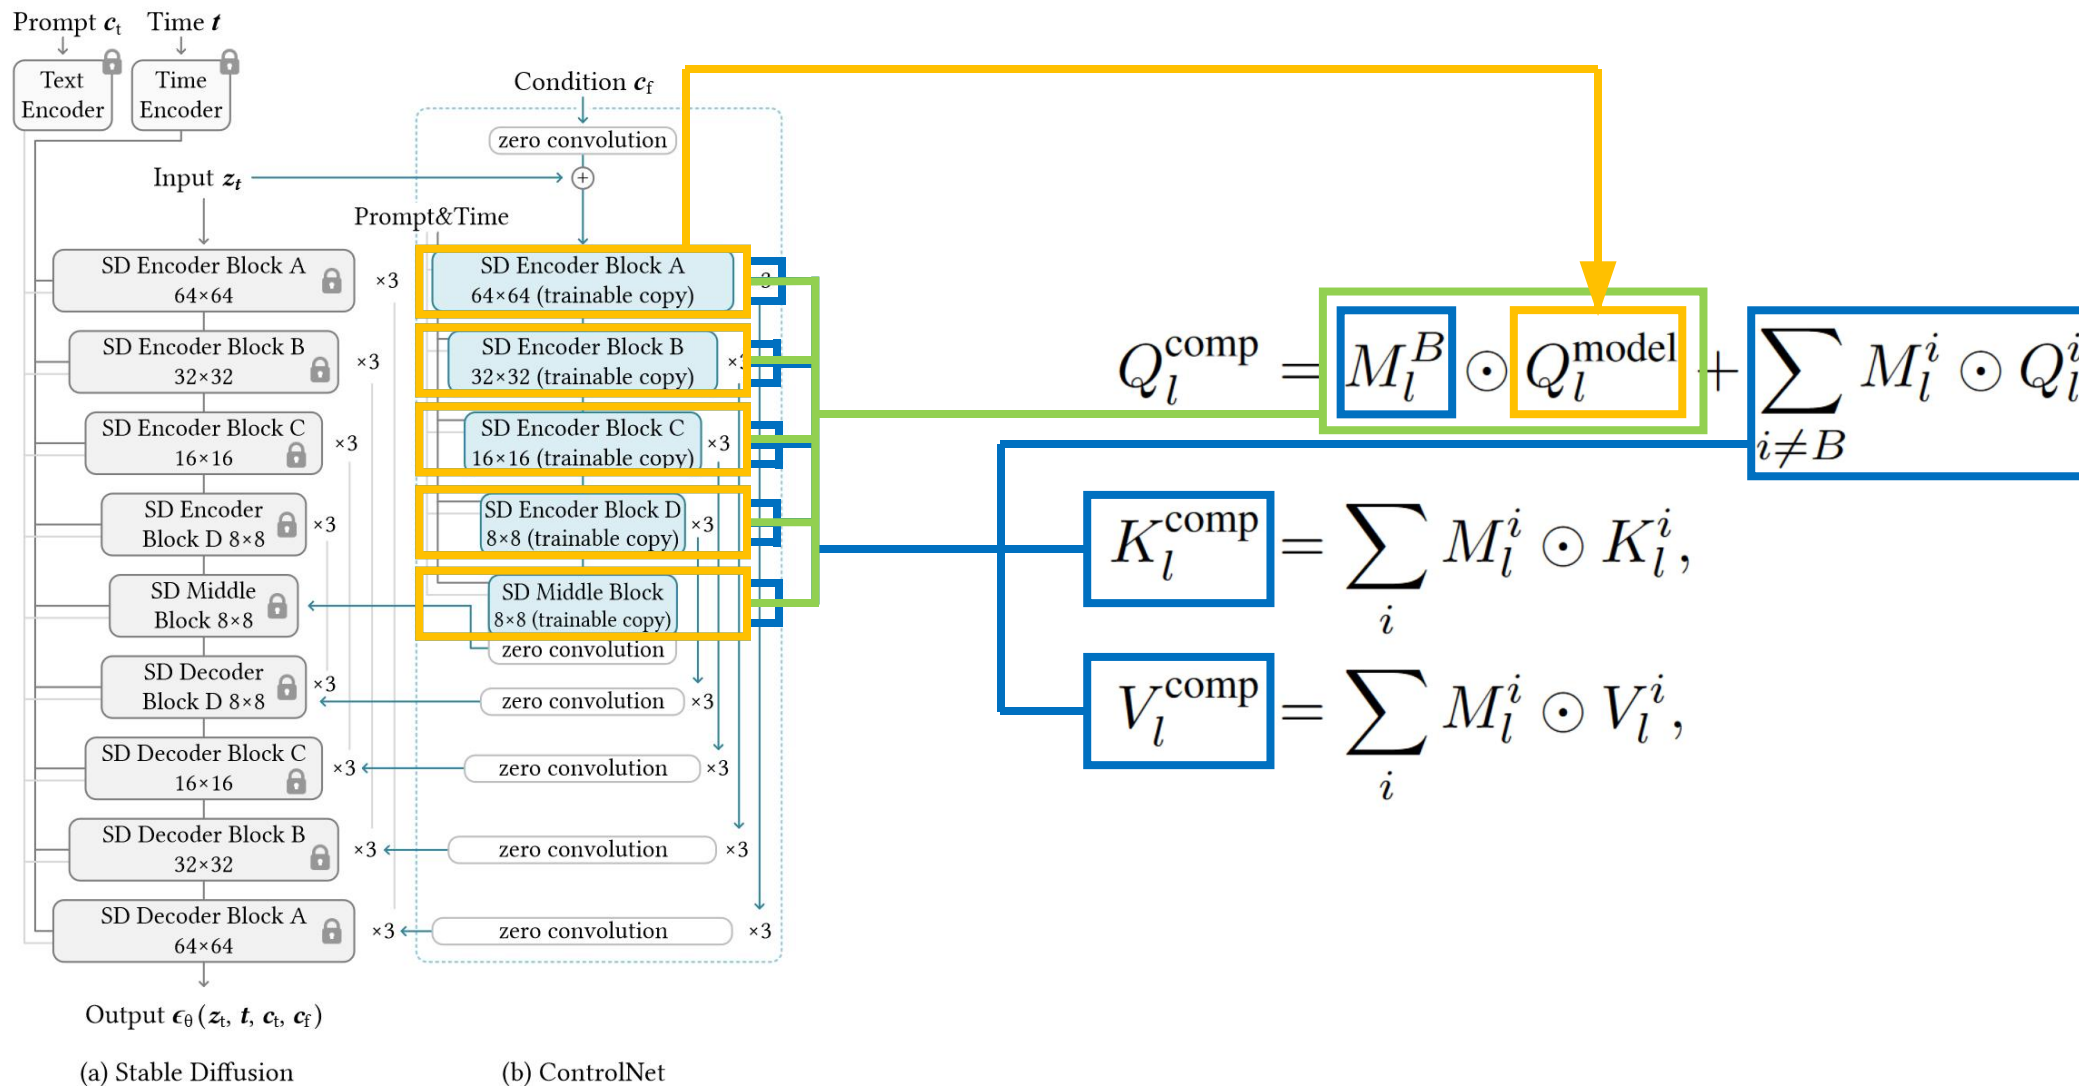 Prompt cₜ
Time t
Text
Encoder
Time
Encoder
Input zₜ
SD Encoder Block A
64×64
×3
SD Encoder Block B
32×32
×3
SD Encoder Block C
16×16
×3
SD Encoder
Block D 8×8
×3
SD Middle
Block 8×8
SD Decoder
Block D 8×8
×3
SD Decoder Block C
16×16
×3
SD Decoder Block B
32×32
×3
SD Decoder Block A
64×64
×3
Output ϵ_θ(z_t, t, c_t, c_f)
(a) Stable Diffusion
Condition c_f
zero convolution
+
Prompt&Time
SD Encoder Block A
64×64 (trainable copy)
3
SD Encoder Block B
32×32 (trainable copy)
×3
SD Encoder Block C
16×16 (trainable copy)
×3
SD Encoder Block D
8×8 (trainable copy)
×3
SD Middle Block
8×8 (trainable copy)
zero convolution
zero convolution
×3
zero convolution
×3
zero convolution
×3
zero convolution
×3
(b) ControlNet
Q_l^comp = M_l^B ⊙ Q_l^model + ∑_{i≠B} M_l^i ⊙ Q_l^i
K_l^comp = ∑_i M_l^i ⊙ K_l^i,
V_l^comp = ∑_i M_l^i ⊙ V_l^i,